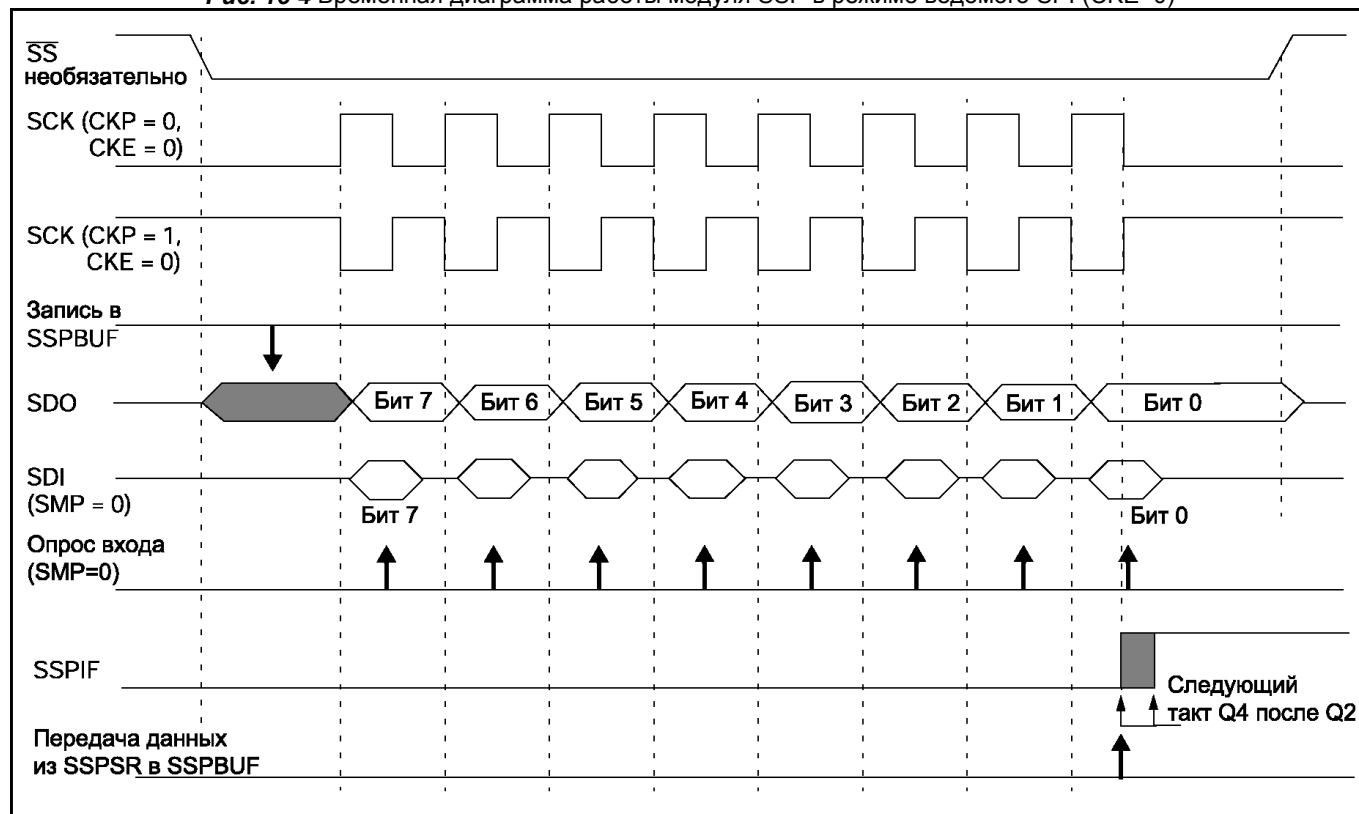 SS
необязательно
SCK (CKP = 0,
CKE = 0)
SCK (CKP = 1,
CKE = 0)
Запись в
SSPBUF
SDO
Бит 7
Бит 6
Бит 5
Бит 4
Бит 3
Бит 2
Бит 1
Бит 0
SDI
(SMP = 0)
Бит 7
Бит 0
Опрос входа
(SMP=0)
SSPIF
Следующий
такт Q4 после Q2
Передача данных
из SSPSR в SSPBUF